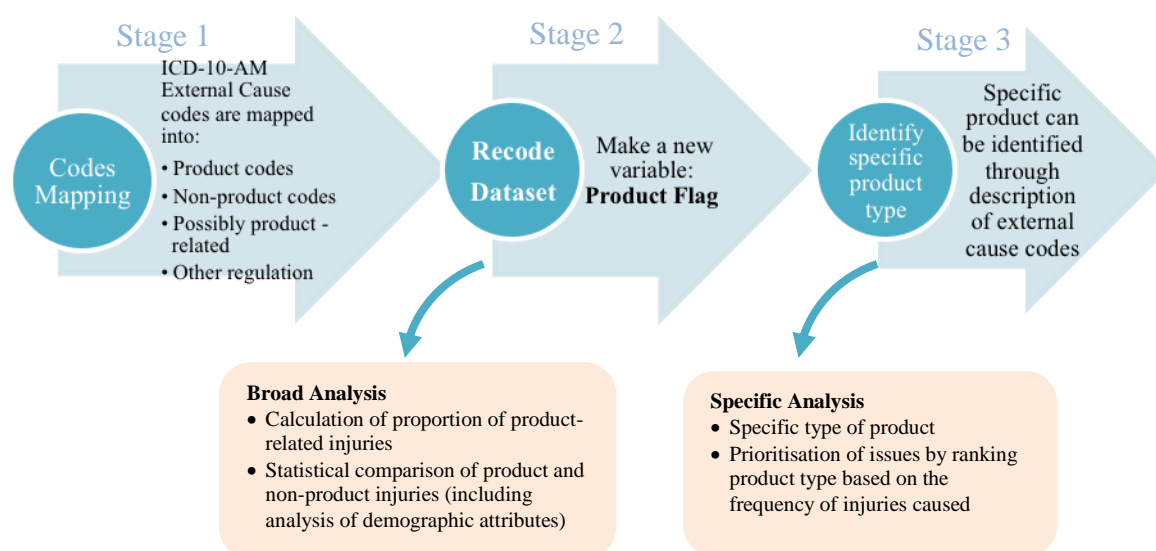 Stage 1
Codes
Mapping
ICD-10-AM
External Cause
codes are mapped
into:
• Product codes
• Non-product codes
• Possibly product -
related
• Other regulation
Stage 2
Recode
Dataset
Make a new
variable:
Product Flag
Stage 3
Identify
specific
product
type
Specific
product can
be identified
through
description
of external
cause codes
Broad Analysis
• Calculation of proportion of product-
related injuries
• Statistical comparison of product and
non-product injuries (including
analysis of demographic attributes)
Specific Analysis
• Specific type of product
• Prioritisation of issues by ranking
product type based on the
frequency of injuries caused